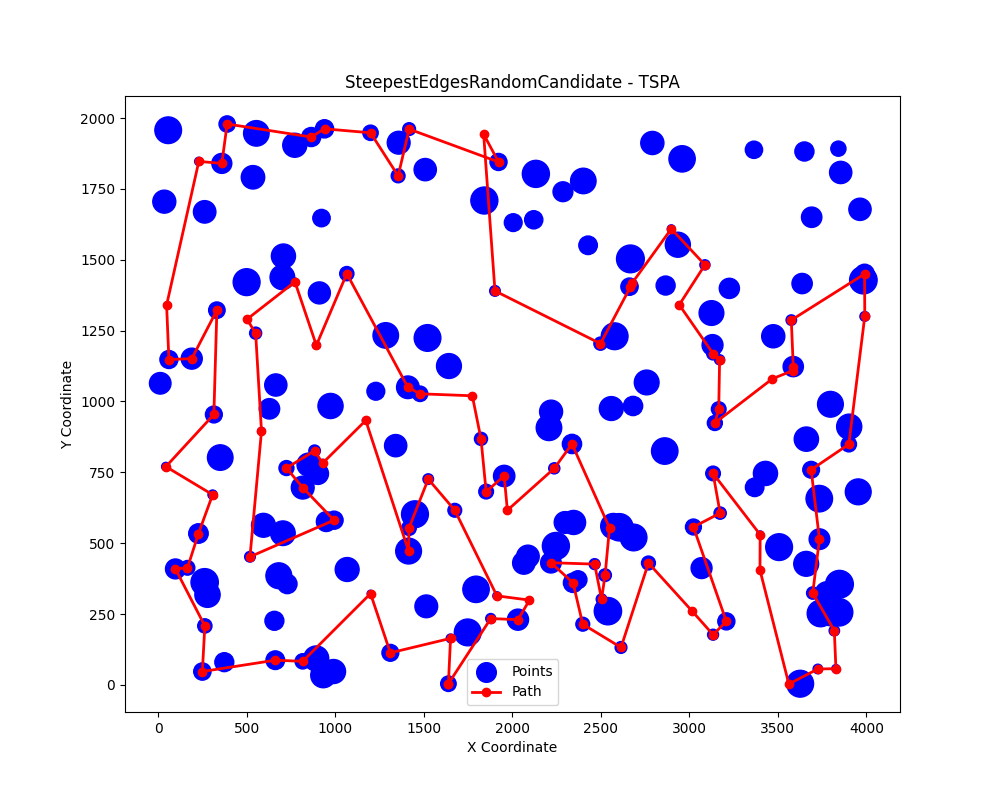 SteepestEdgesRandomCandidate - TSPA
2000
1750
1500
1250
1000
750
500
250
0
Y Coordinate
Points
Path
0 500 1000 1500 2000 2500 3000 3500 4000
X Coordinate